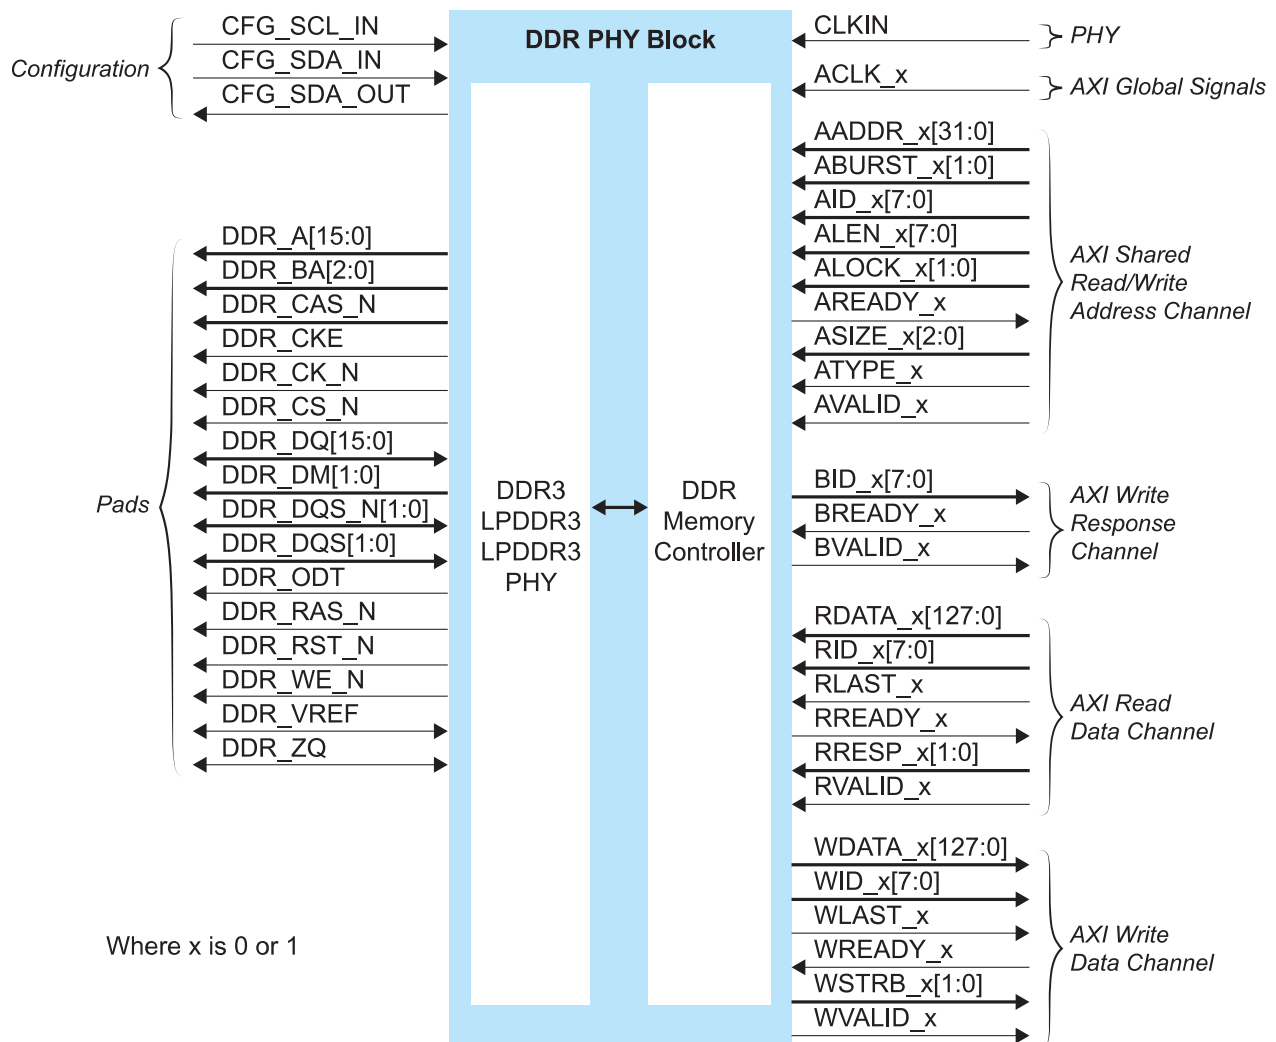 CFG_SCL_IN
CFG_SDA_IN
CFG_SDA_OUT
Configuration
DDR_A[15:0]
DDR_BA[2:0]
DDR_CAS_N
DDR_CKE
DDR_CK_N
DDR_CS_N
DDR_DQ[15:0]
DDR_DM[1:0]
DDR_DQS_N[1:0]
DDR_DQS[1:0]
DDR_ODT
DDR_RAS_N
DDR_RST_N
DDR_WE_N
DDR_VREF
DDR_ZQ
Pads
Where x is 0 or 1
DDR PHY Block
DDR3
LPDDR3
LPDDR3
PHY
DDR
Memory
Controller
CLKIN
PHY
ACLK_x
AXI Global Signals
AADDR_x[31:0]
ABURST_x[1:0]
AID_x[7:0]
ALEN_x[7:0]
ALOCK_x[1:0]
AREADY_x
ASIZE_x[2:0]
ATYPE_x
AVALID_x
AXI Shared
Read/Write
Address Channel
BID_x[7:0]
BREADY_x
BVALID_x
AXI Write
Response
Channel
RDATA_x[127:0]
RID_x[7:0]
RLAST_x
RREADY_x
RRESP_x[1:0]
RVALID_x
AXI Read
Data Channel
WDATA_x[127:0]
WID_x[7:0]
WLAST_x
WREADY_x
WSTRB_x[1:0]
WVALID_x
AXI Write
Data Channel